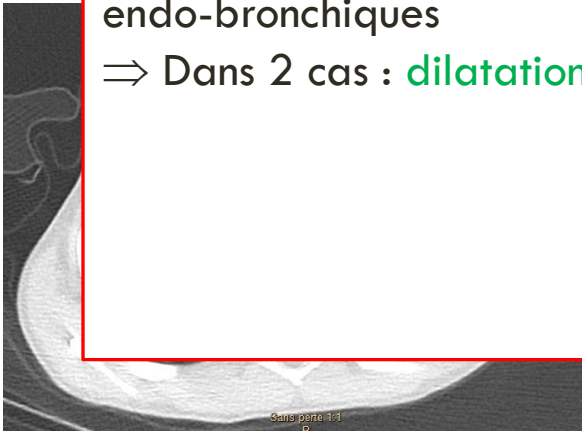 endo-bronchiques
⇒ Dans 2 cas : dilatation
Sans perte 1:1
P